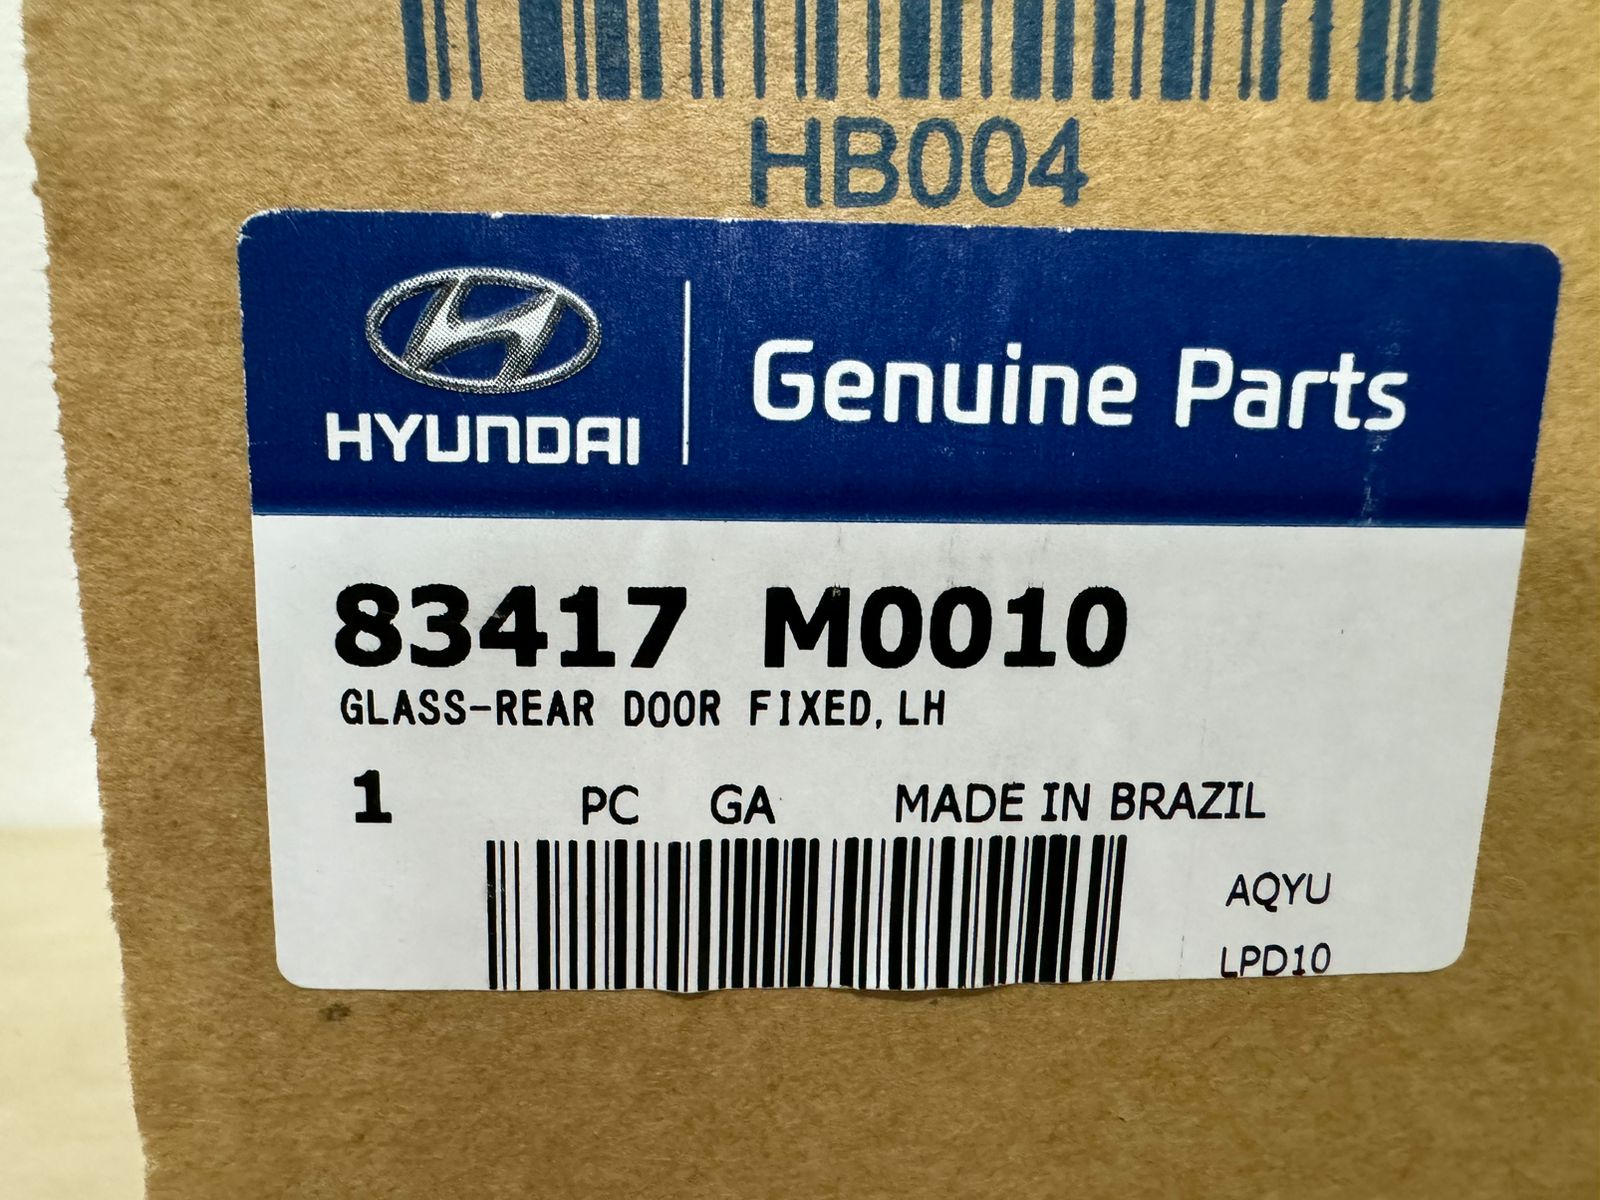 HB004
HYUNDAI
Genuine Parts
83417 M0010
GLASS-REAR DOOR FIXED,LH
1 PC GA MADE IN BRAZIL
AQYU
LPD10